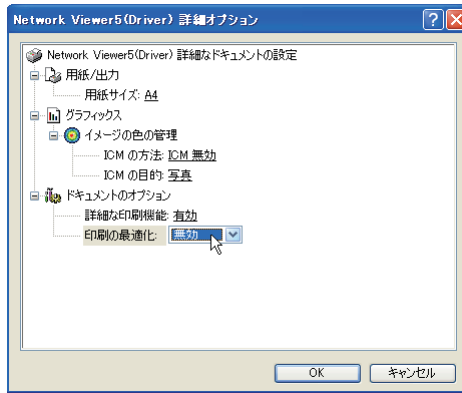 Network Viewer5(Driver) 詳細オプション
Network Viewer5(Driver) 詳細なドキュメントの設定
用紙/出力
用紙サイズ: A4
グラフィックス
イメージの色の管理
ICM の方法: ICM 無効
ICM の目的: 写真
ドキュメントのオプション
詳細な印刷機能: 有効
印刷の最適化: 無効
OK キャンセル